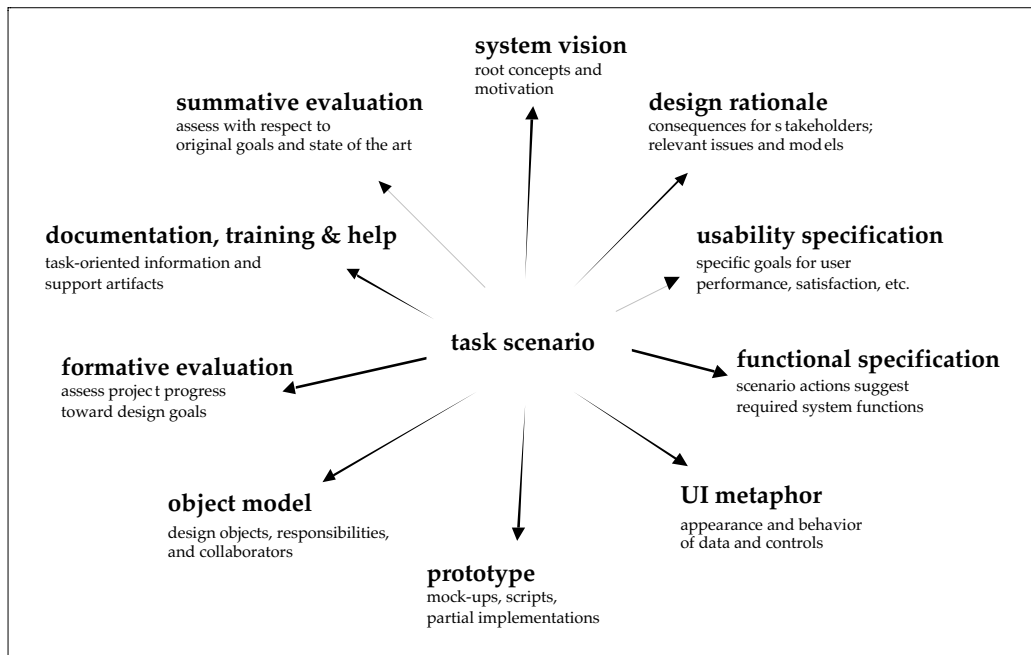 system vision
root concepts and
motivation
summative evaluation
assess with respect to
original goals and state of the art
design rationale
consequences for stakeholders;
relevant issues and models
documentation, training & help
task-oriented information and
support artifacts
usability specification
specific goals for user
performance, satisfaction, etc.
task scenario
formative evaluation
assess project progress
toward design goals
functional specification
scenario actions suggest
required system functions
object model
design objects, responsibilities,
and collaborators
UI metaphor
appearance and behavior
of data and controls
prototype
mock-ups, scripts,
partial implementations